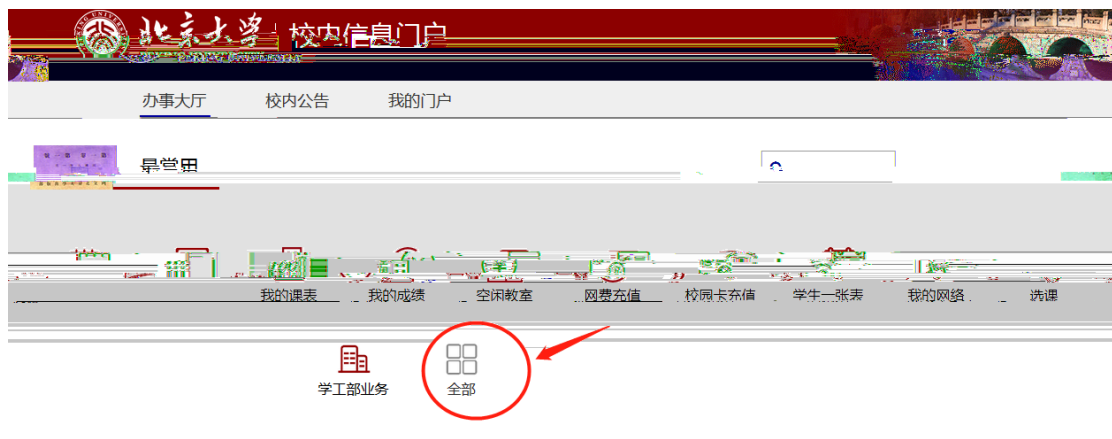 北京大学 校内信息门户
办事大厅 校内公告 我的门户
最常用
我的课表 我的成绩 空闲教室 网费充值 校园卡充值 学生一张表 我的网络 选课
学工部业务 全部